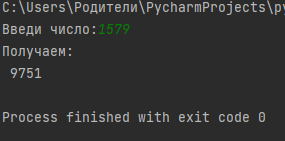 C:\Users\Родители\PycharmProjects\py
Введи число:1579
Получаем:
9751
Process finished with exit code 0